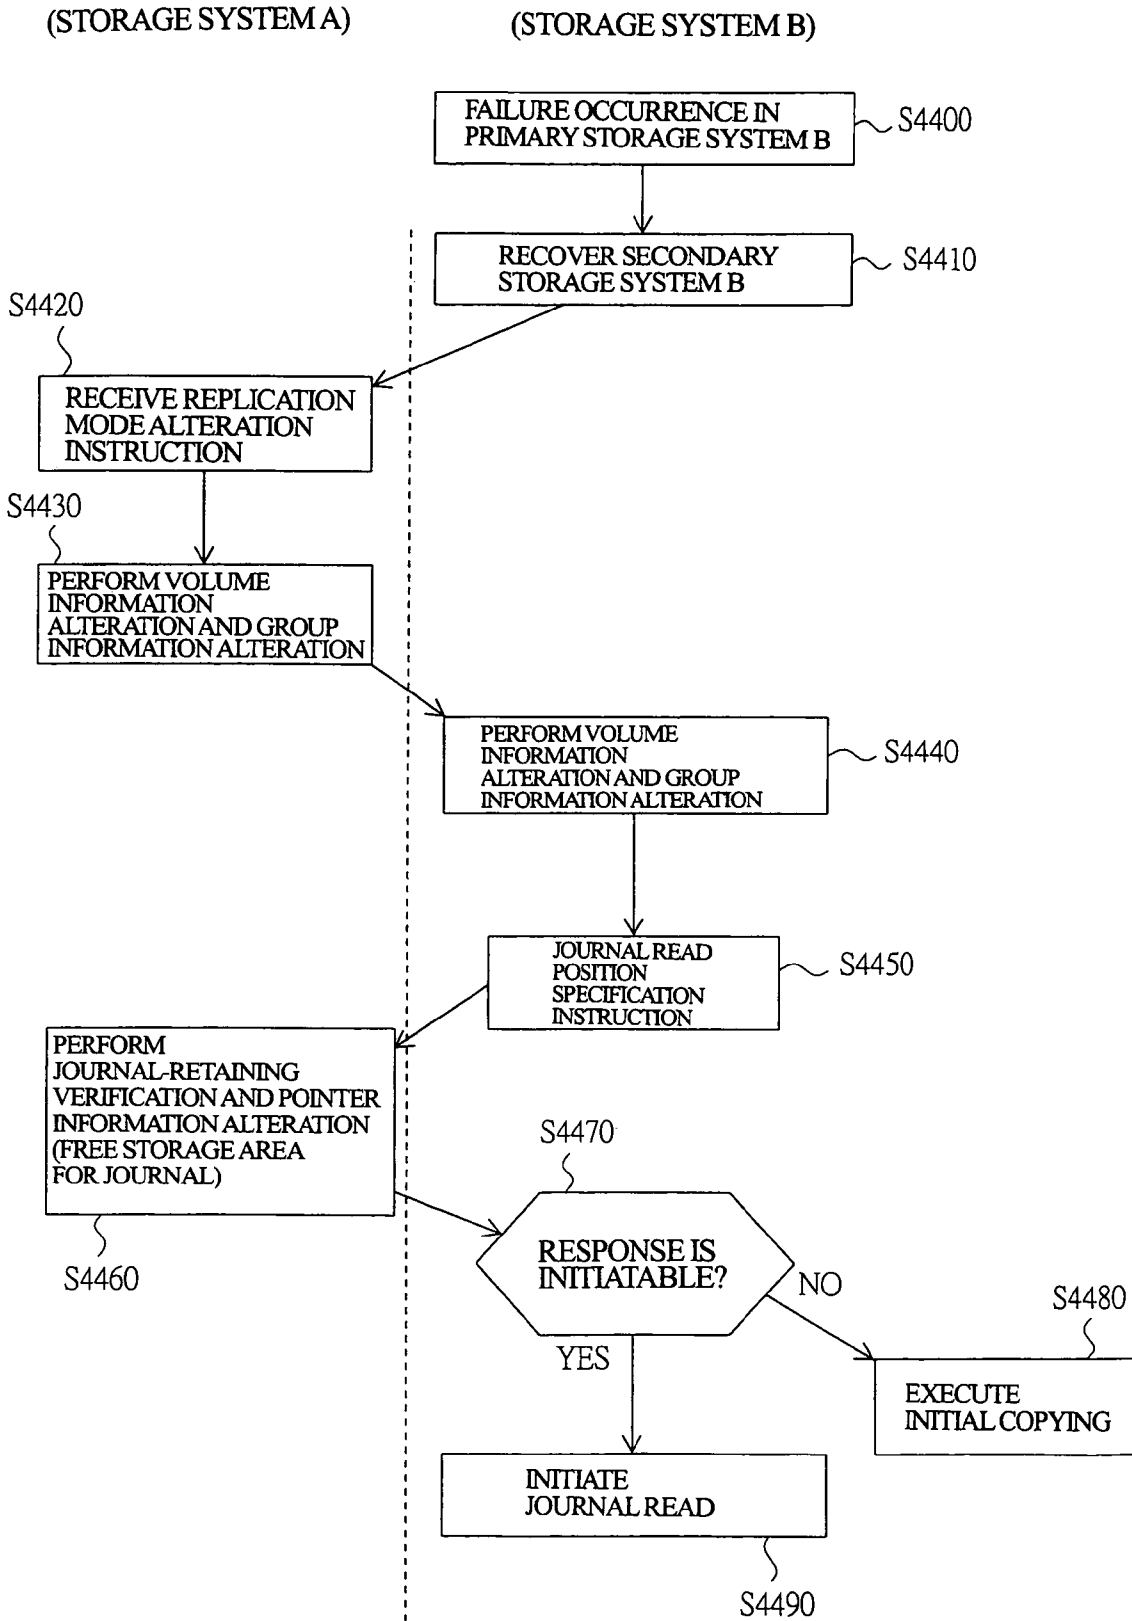 (STORAGE SYSTEM A)
(STORAGE SYSTEM B)
FAILURE OCCURRENCE IN
PRIMARY STORAGE SYSTEM B
S4400
RECOVER SECONDARY
STORAGE SYSTEM B
S4410
S4420
RECEIVE REPLICATION
MODE ALTERATION
INSTRUCTION
S4430
PERFORM VOLUME
INFORMATION
ALTERATION AND GROUP
INFORMATION ALTERATION
PERFORM VOLUME
INFORMATION
ALTERATION AND GROUP
INFORMATION ALTERATION
S4440
JOURNAL READ
POSITION
SPECIFICATION
INSTRUCTION
S4450
PERFORM
JOURNAL-RETAINING
VERIFICATION AND POINTER
INFORMATION ALTERATION
(FREE STORAGE AREA
FOR JOURNAL)
S4460
S4470
RESPONSE IS
INITIATABLE?
NO
YES
S4480
EXECUTE
INITIAL COPYING
INITIATE
JOURNAL READ
S4490